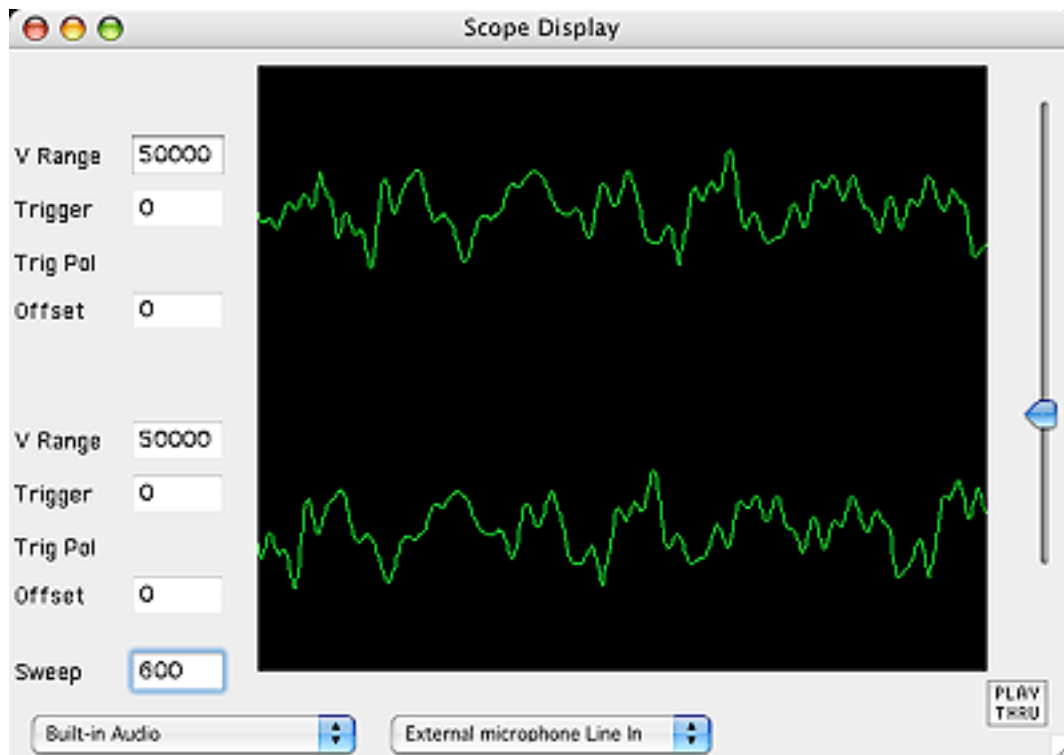 Scope Display
V Range 50000
Trigger 0
Trig Pol
Offset 0
V Range 50000
Trigger 0
Trig Pol
Offset 0
Sweep 600
PLAY
THRU
Built-in Audio
External microphone Line In